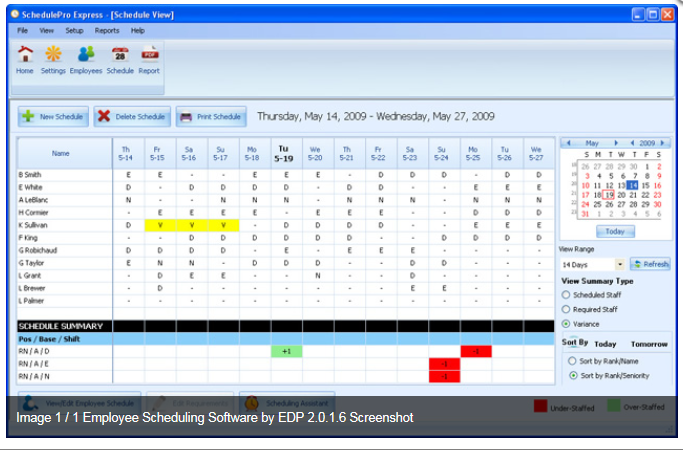 SchedulePro Express - [Schedule View]
File View Setup Reports Help
Home Settings Employees Schedule Report
New Schedule Delete Schedule Print Schedule Thursday, May 14, 2009 - Wednesday, May 27, 2009
Name Th 5-14 Fr 5-15 Sa 5-16 Su 5-17 Mo 5-18 Tu 5-19 We 5-20 Th 5-21 Fr 5-22 Sa 5-23 Su 5-24 Mo 5-25 Tu 5-26 We 5-27
B Smith E E - - E E E E D D D - D D
E White D - D D D D - D D - - E E E
A LeBlanc N - N N - - N N N - - N N N
H Cormier - E E E E - E E E - - D D D
K Sullivan D V V V - D D D D - - E E E
F King - - D D D D D - - - D D D D
G Robichaud D D D D - E - E E E - - - -
G Taylor E N N - D D D - - D D - - -
L Grant - D E E - - N - - D D - - -
L Brewer - D - - - - - - - E E - - -
L Palmer - - - - - - - - - - - - - -
SCHEDULE SUMMARY
Pos / Base / Shift
RN / A / D +1 -1
RN / A / E -1
RN / A / N -1
May 2009
S M T W T F S
18 26 27 28 29 30 1 2
19 3 4 5 6 7 8 9
20 10 11 12 13 14 15 16
21 17 18 19 20 21 22 23
22 24 25 26 27 28 29 30
23 31 1 2 3 4 5 6
Today
View Range
14 Days Refresh
View Summary Type
Scheduled Staff
Required Staff
Variance
Sort By Today Tomorrow
Sort by Rank/Name
Sort by Rank/Seniority
View/Edit Employee Schedule Edit Requirements Scheduling Assistant Under-Staffed Over-Staffed
Image 1 / 1 Employee Scheduling Software by EDP 2.0.1.6 Screenshot